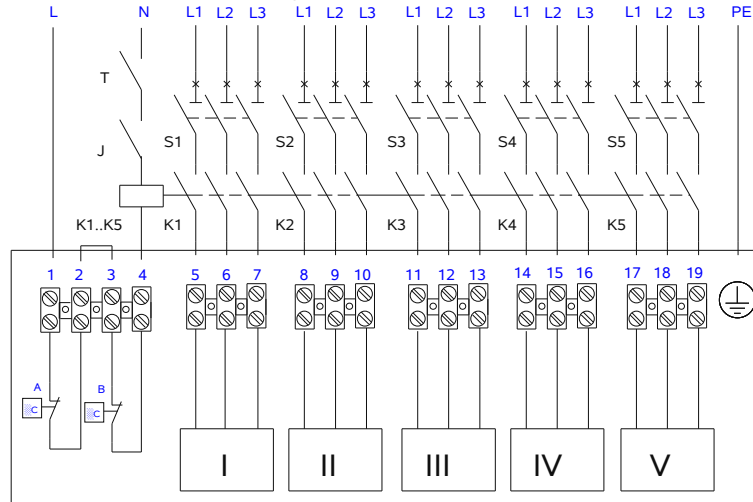 L N L1 L2 L3 L1 L2 L3 L1 L2 L3 L1 L2 L3 L1 L2 L3 PE
T
J S1 S2 S3 S4 S5
K1..K5 K1 K2 K3 K4 K5
1 2 3 4 5 6 7 8 9 10 11 12 13 14 15 16 17 18 19
A B
C C
I II III IV V